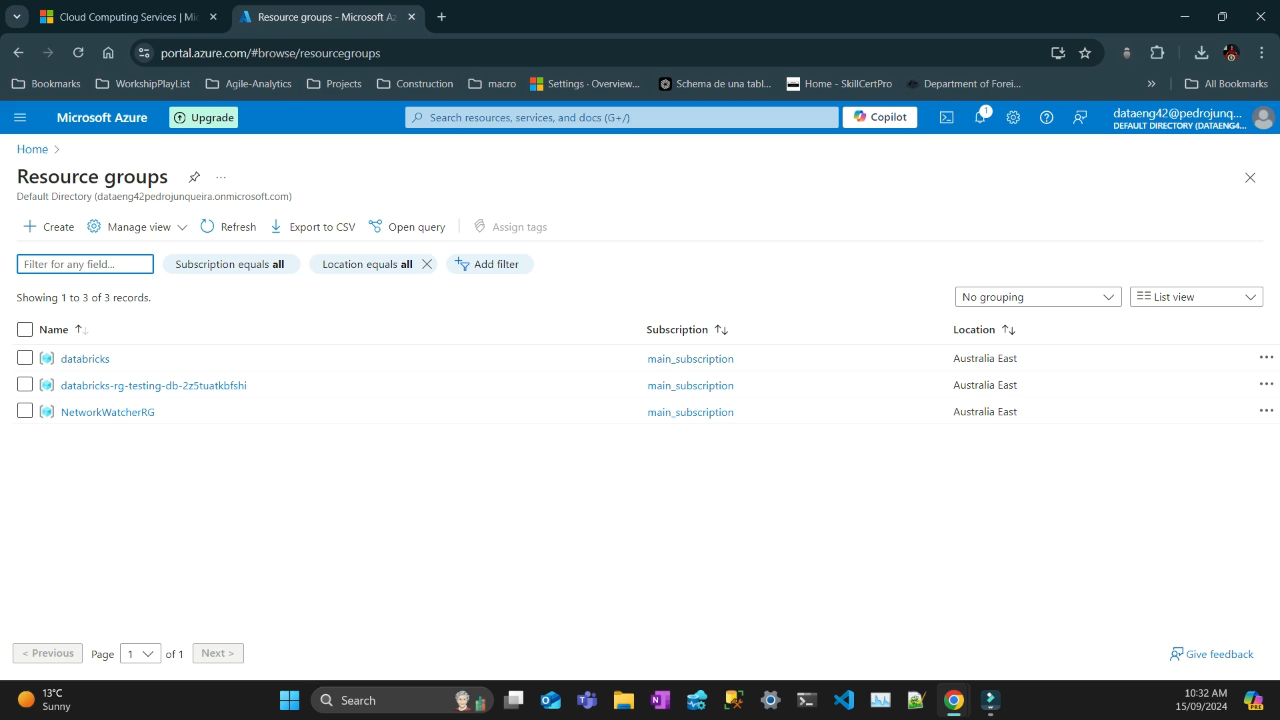 Cloud Computing Services | Mic
Resource groups - Microsoft Az
portal.azure.com/#browse/resourcegroups
Bookmarks
WorkshipPlayList
Agile-Analytics
Projects
Construction
macro
Settings - Overview...
Schema de una tabl...
Home - SkillCertPro
Department of Forei...
»
All Bookmarks
Microsoft Azure
Upgrade
Search resources, services, and docs (G+/)
Copilot
1
dataeng42@pedrojunq...
DEFAULT DIRECTORY (DATAENG4...
Home >
Resource groups
...
Default Directory (dataeng42pedrojunqueira.onmicrosoft.com)
Create
Manage view
Refresh
Export to CSV
Open query
Assign tags
Filter for any field...
Subscription equals all
Location equals all
Add filter
Showing 1 to 3 of 3 records.
No grouping
List view
Name
Subscription
Location
databricks
main_subscription
Australia East
databricks-rg-testing-db-2z5tuatkbfshi
main_subscription
Australia East
NetworkWatcherRG
main_subscription
Australia East
< Previous
Page
1
of 1
Next >
Give feedback
13°C
Sunny
Search
10:32 AM
15/09/2024
PRE